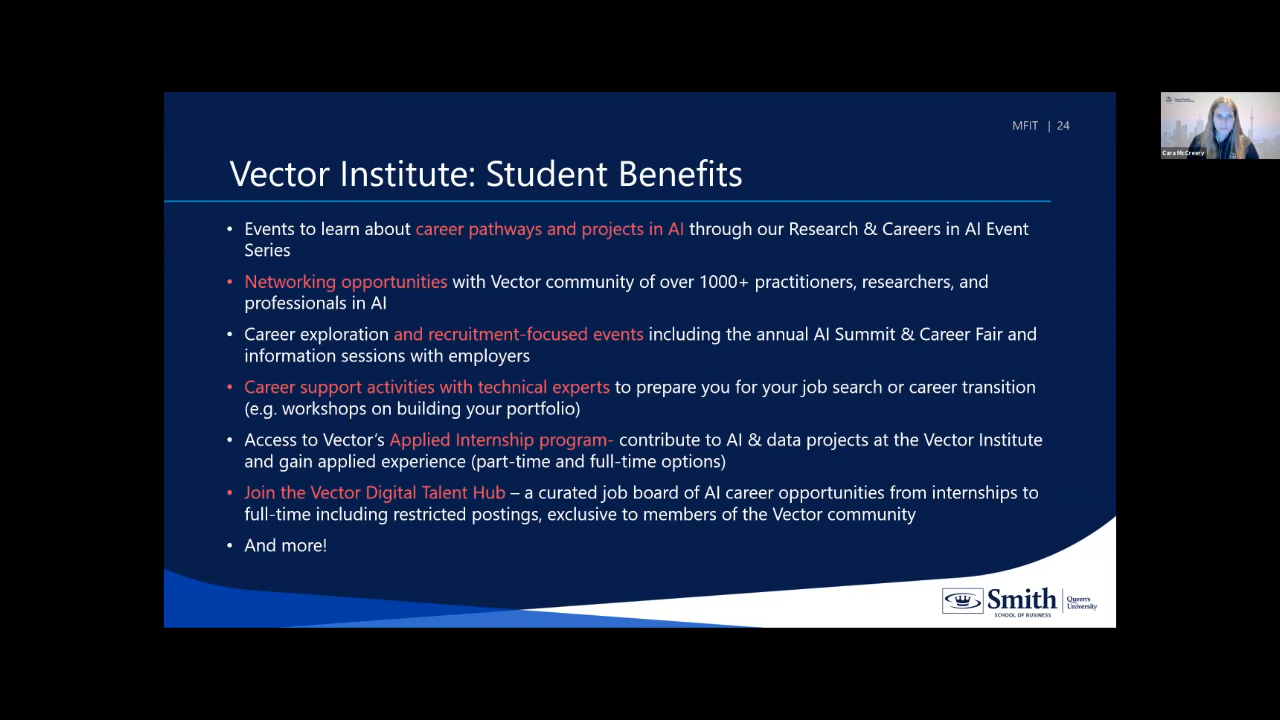 MFIT | 24
Vector Institute: Student Benefits
• Events to learn about career pathways and projects in AI through our Research & Careers in AI Event
Series
• Networking opportunities with Vector community of over 1000+ practitioners, researchers, and
professionals in AI
• Career exploration and recruitment-focused events including the annual AI Summit & Career Fair and
information sessions with employers
• Career support activities with technical experts to prepare you for your job search or career transition
(e.g. workshops on building your portfolio)
• Access to Vector's Applied Internship program- contribute to AI & data projects at the Vector Institute
and gain applied experience (part-time and full-time options)
• Join the Vector Digital Talent Hub – a curated job board of AI career opportunities from internships to
full-time including restricted postings, exclusive to members of the Vector community
• And more!
Smith
SCHOOL OF BUSINESS
Queen's
University
Cara McCreery